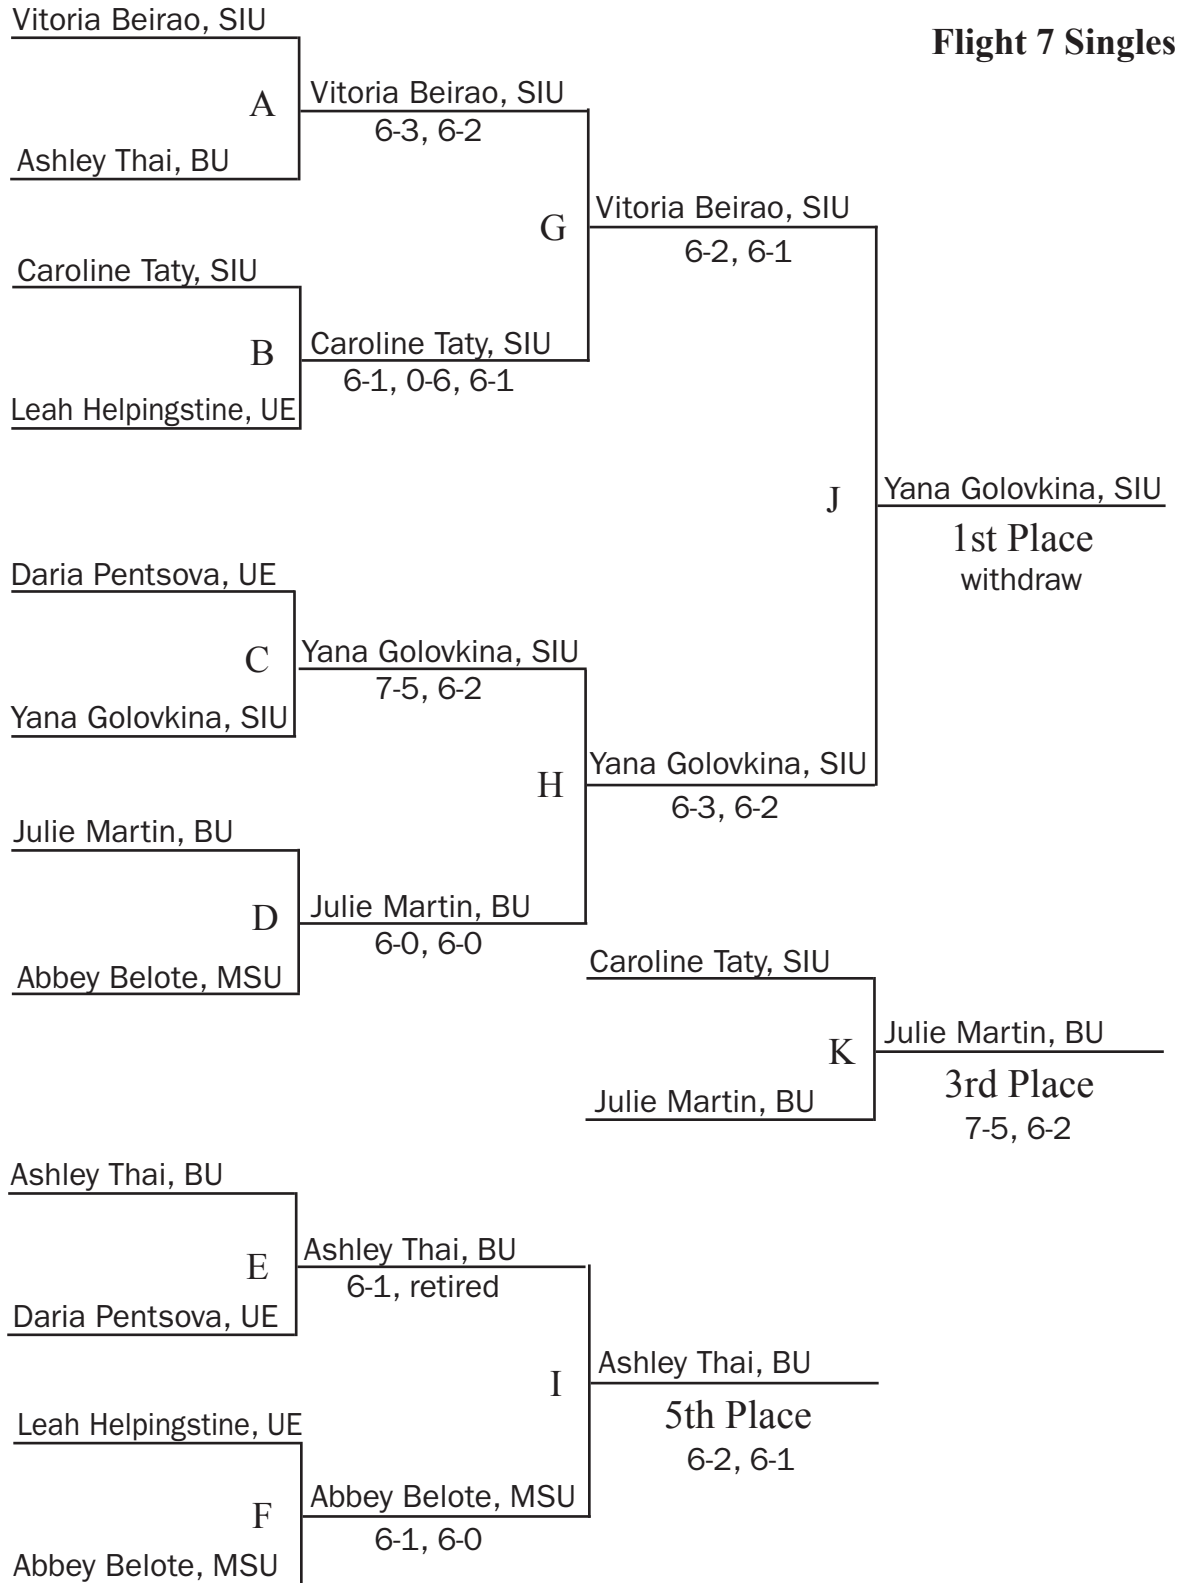 Vitoria Beirao, SIU
Flight 7 Singles
A
Vitoria Beirao, SIU
6-3, 6-2
Ashley Thai, BU
G
Vitoria Beirao, SIU
6-2, 6-1
Caroline Taty, SIU
B
Caroline Taty, SIU
6-1, 0-6, 6-1
Leah Helpingstine, UE
J
Yana Golovkina, SIU
1st Place
withdraw
Daria Pentsova, UE
C
Yana Golovkina, SIU
7-5, 6-2
Yana Golovkina, SIU
H
Yana Golovkina, SIU
6-3, 6-2
Julie Martin, BU
D
Julie Martin, BU
6-0, 6-0
Abbey Belote, MSU
Caroline Taty, SIU
K
Julie Martin, BU
3rd Place
7-5, 6-2
Julie Martin, BU
Ashley Thai, BU
E
Ashley Thai, BU
6-1, retired
Daria Pentsova, UE
I
Ashley Thai, BU
5th Place
6-2, 6-1
Leah Helpingstine, UE
F
Abbey Belote, MSU
6-1, 6-0
Abbey Belote, MSU